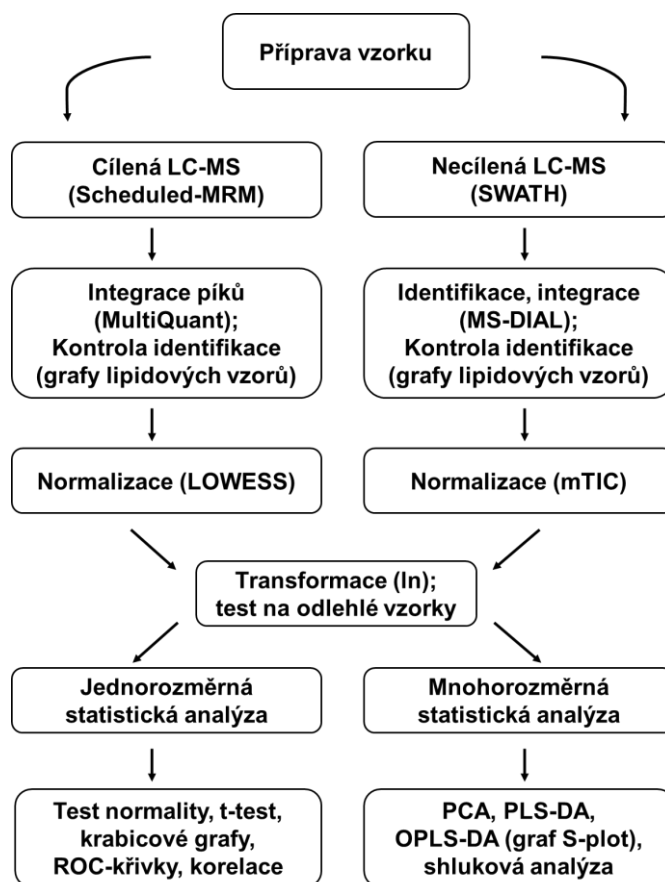 Příprava vzorku
Cílená LC-MS
(Scheduled-MRM)
Necílená LC-MS
(SWATH)
Integrace píků
(MultiQuant);
Kontrola identifikace
(grafy lipidových vzorů)
Identifikace, integrace
(MS-DIAL);
Kontrola identifikace
(grafy lipidových vzorů)
Normalizace (LOWESS)
Normalizace (mTIC)
Transformace (ln);
test na odlehlé vzorky
Jednorozměrná
statistická analýza
Mnohorozměrná
statistická analýza
Test normality, t-test,
krabicové grafy,
ROC-křivky, korelace
PCA, PLS-DA,
OPLS-DA (graf S-plot),
shluková analýza